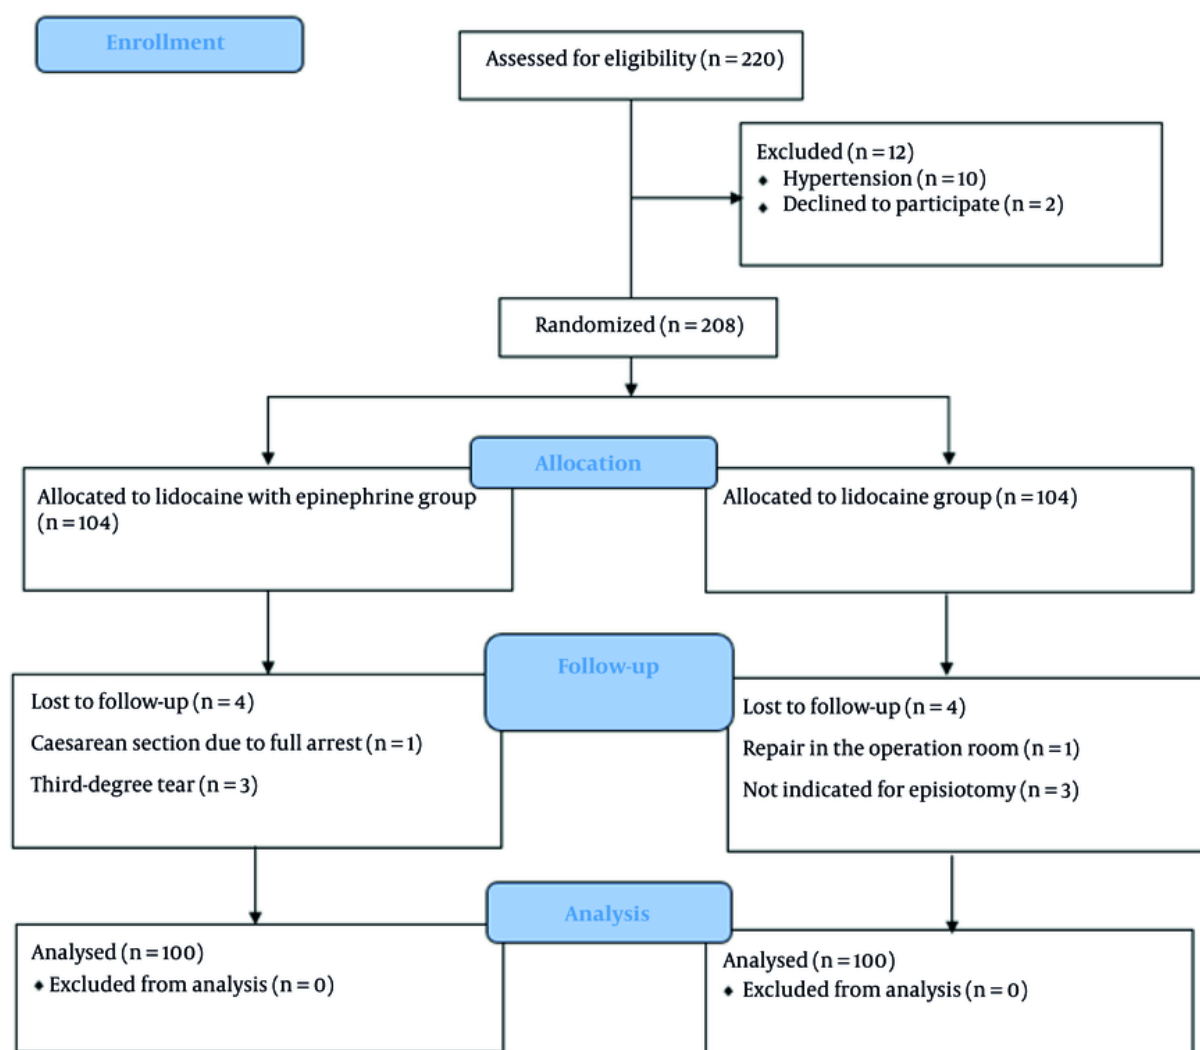 Enrollment
Assessed for eligibility (n = 220)
Excluded (n = 12)
⬥ Hypertension (n = 10)
⬥ Declined to participate (n = 2)
Randomized (n = 208)
Allocation
Allocated to lidocaine with epinephrine group
(n = 104)
Allocated to lidocaine group (n = 104)
Follow-up
Lost to follow-up (n = 4)
Caesarean section due to full arrest (n = 1)
Third-degree tear (n = 3)
Lost to follow-up (n = 4)
Repair in the operation room (n = 1)
Not indicated for episiotomy (n = 3)
Analysis
Analysed (n = 100)
⬥ Excluded from analysis (n = 0)
Analysed (n = 100)
⬥ Excluded from analysis (n = 0)